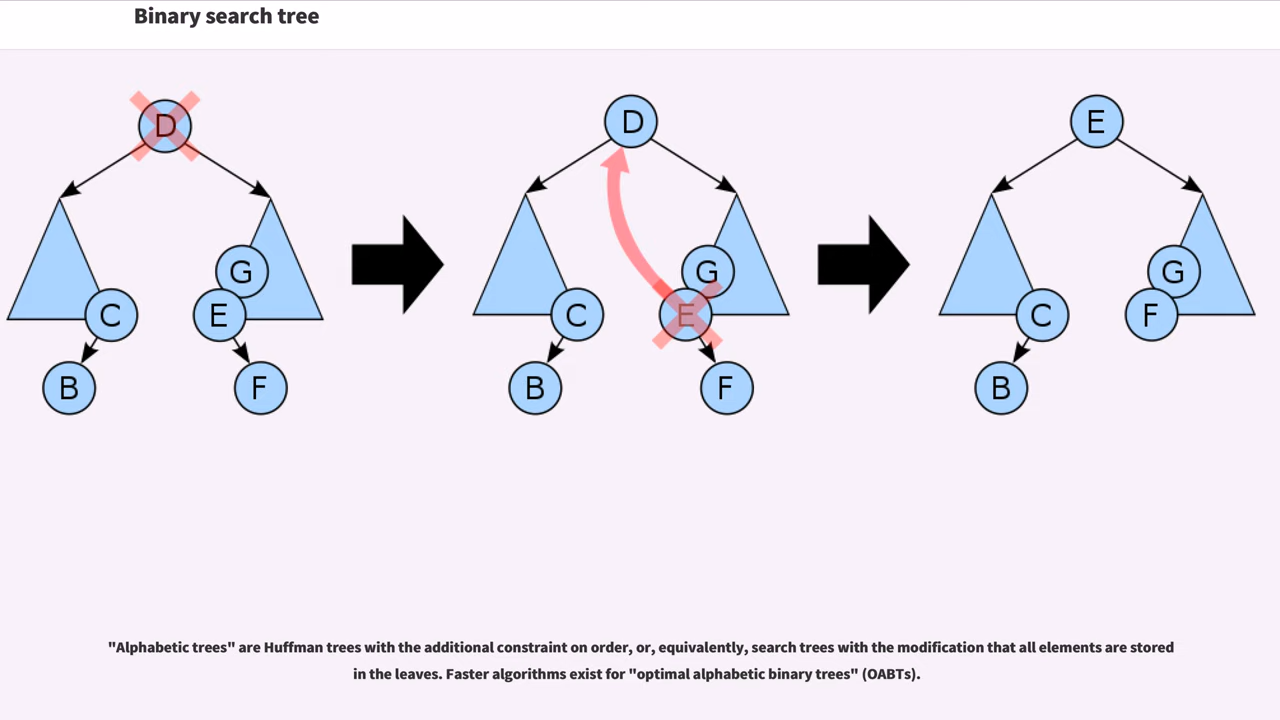 Binary search tree
D
D
E
G
G
G
C
E
C
E
C
F
B
F
B
F
B
"Alphabetic trees" are Huffman trees with the additional constraint on order, or, equivalently, search trees with the modification that all elements are stored
in the leaves. Faster algorithms exist for "optimal alphabetic binary trees" (OABTs).